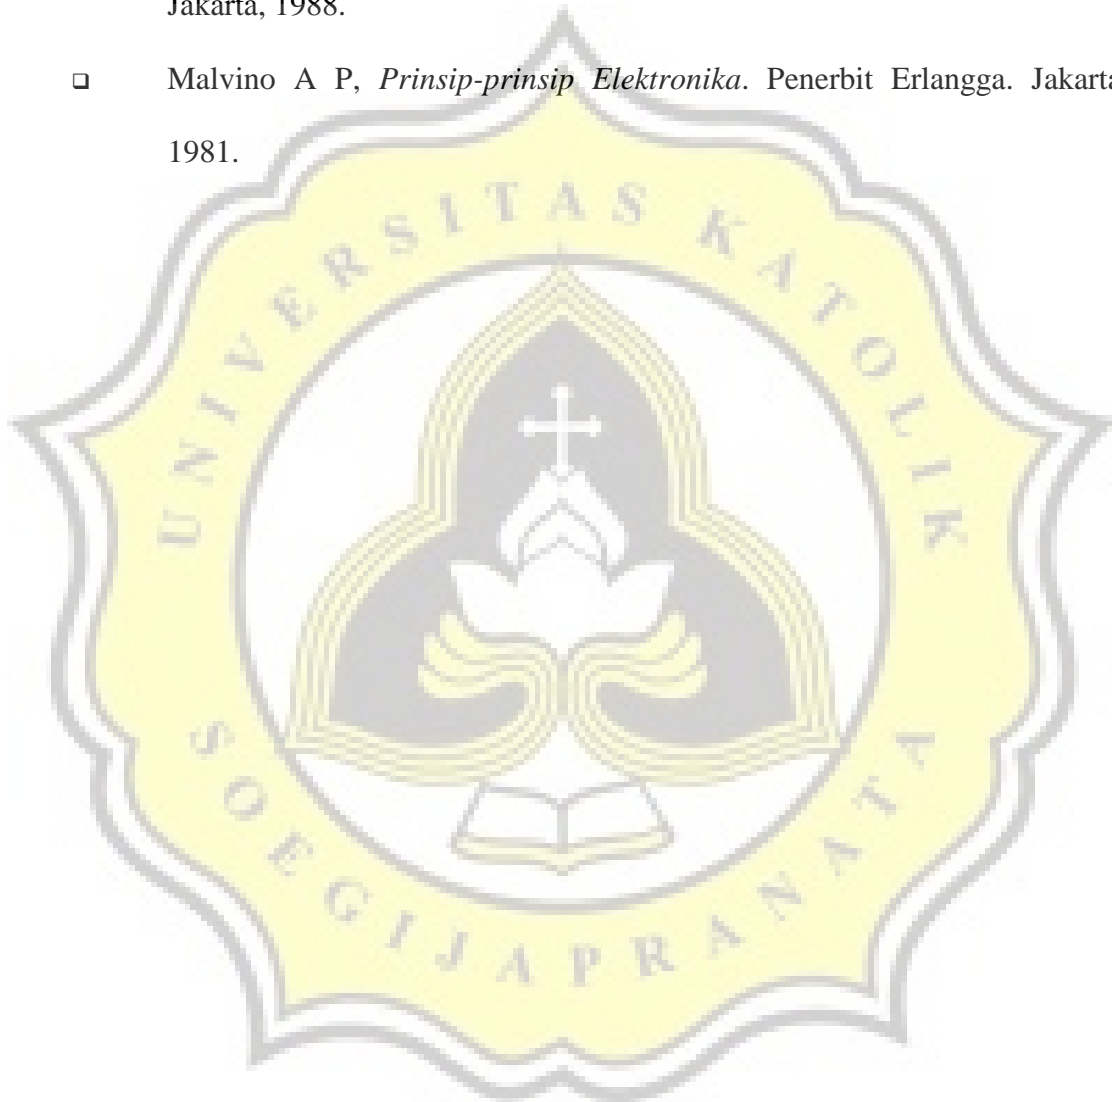 Jakarta, 1988.
❑ Malvino A P, Prinsip-prinsip Elektronika. Penerbit Erlangga. Jakarta
1981.
UNIVERSITAS KATOLIK
SOEGIJAPRANATA